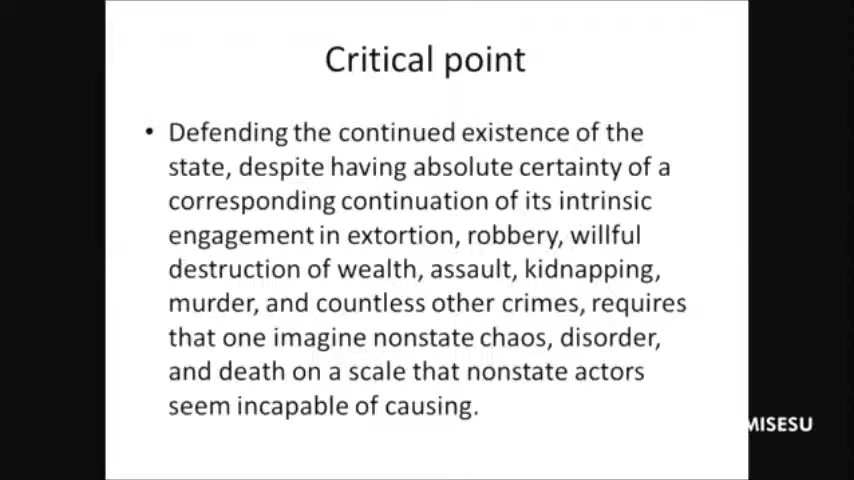 Critical point
• Defending the continued existence of the
state, despite having absolute certainty of a
corresponding continuation of its intrinsic
engagement in extortion, robbery, willful
destruction of wealth, assault, kidnapping,
murder, and countless other crimes, requires
that one imagine nonstate chaos, disorder,
and death on a scale that nonstate actors
seem incapable of causing.
MISESU